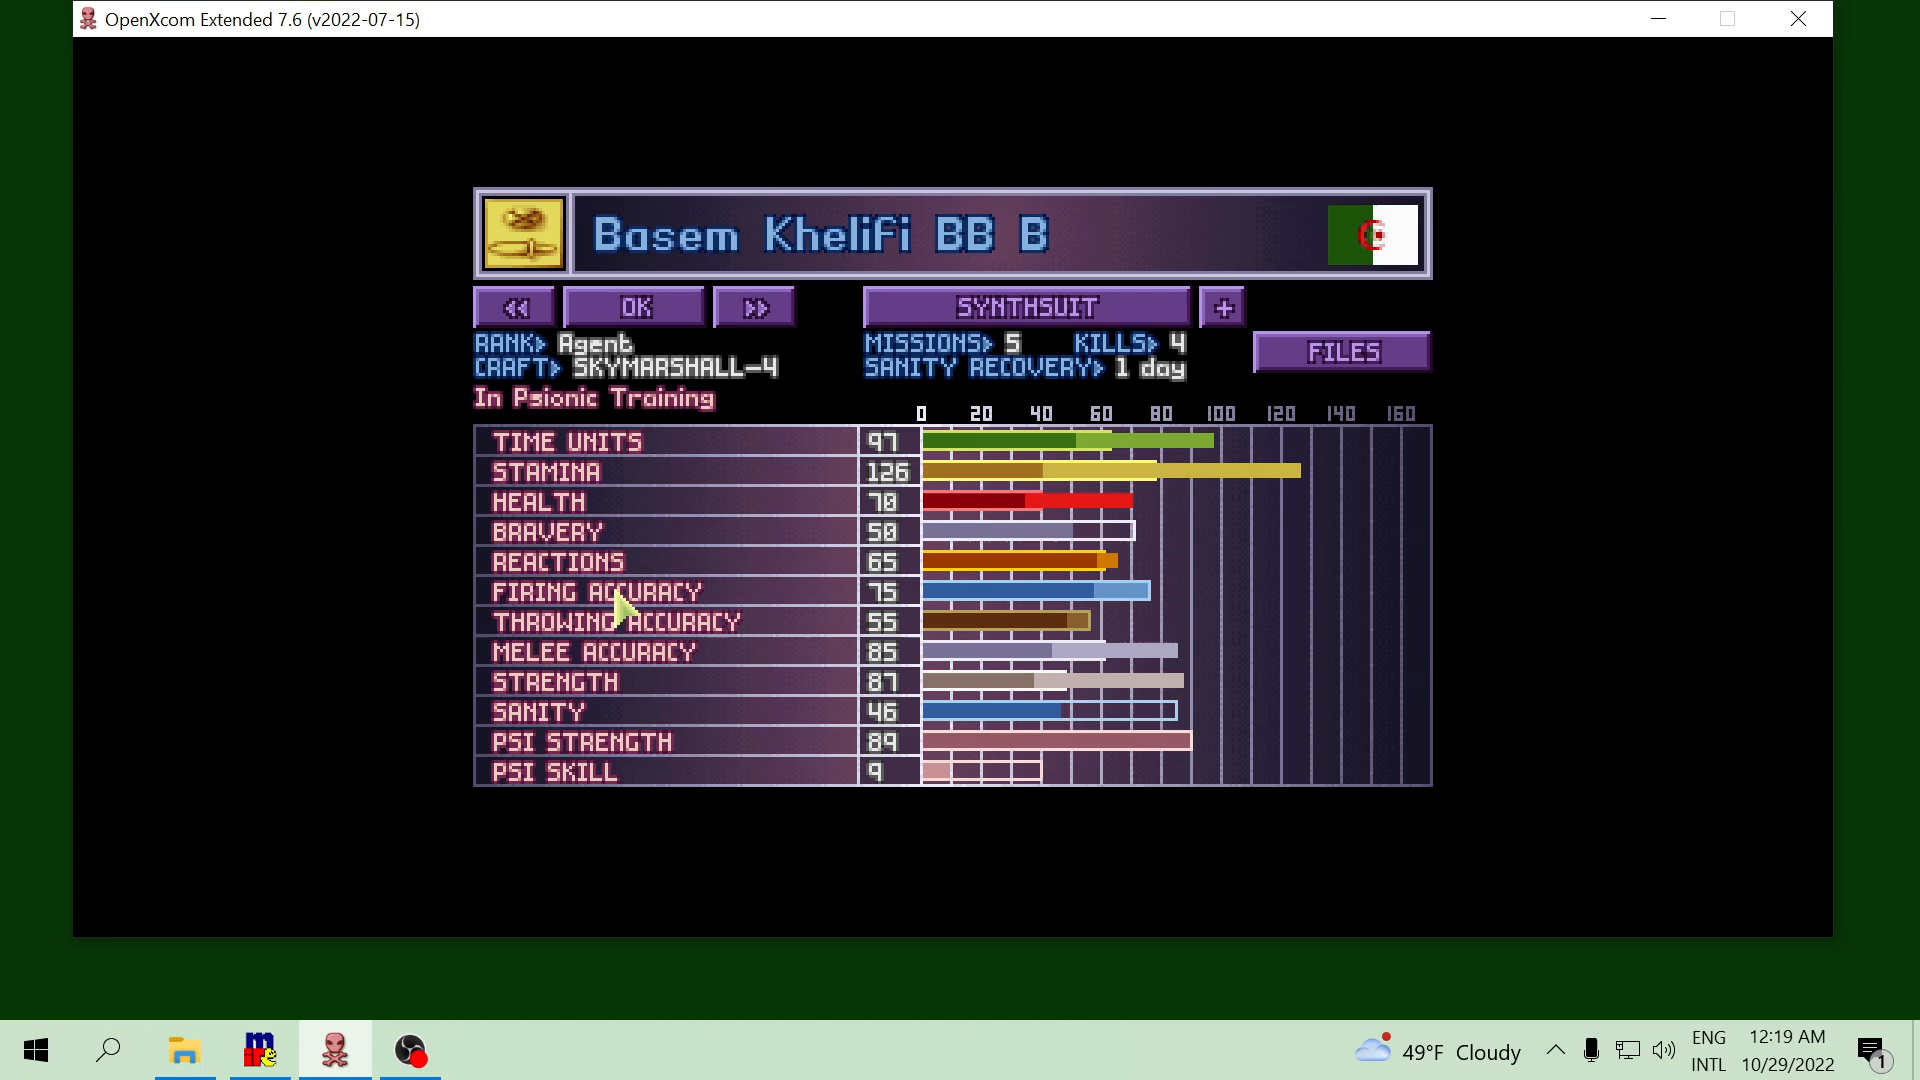 OpenXcom Extended 7.6 (v2022-07-15)
Basem Khelifi BB B
OK
SYNTHSUIT
+
RANK> Agent
MISSIONS> 5 KILLS> 4
FILES
CRAFT> SKYMARSHALL-4
SANITY RECOVERY> 1 day
In Psionic Training
0 20 40 60 80 100 120 140 160
TIME UNITS 97
STAMINA 126
HEALTH 70
BRAVERY 50
REACTIONS 65
FIRING ACCURACY 75
THROWING ACCURACY 55
MELEE ACCURACY 85
STRENGTH 87
SANITY 46
PSI STRENGTH 89
PSI SKILL 9
49°F Cloudy
ENG
INTL
12:19 AM
10/29/2022
1